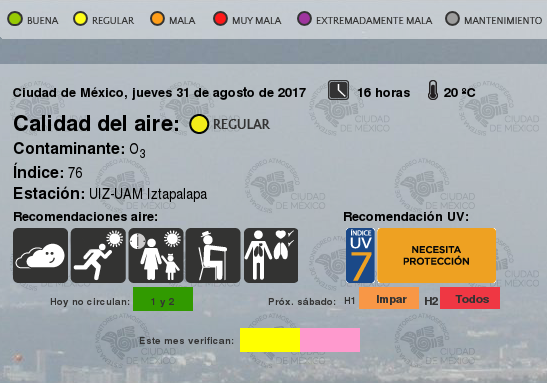 BUENA REGULAR MALA MUY MALA EXTREMADAMENTE MALA MANTENIMIENTO
Ciudad de México, jueves 31 de agosto de 2017 16 horas 20 ºC
Calidad del aire: REGULAR
Contaminante: O3
Índice: 76
Estación: UIZ-UAM Iztapalapa
Recomendaciones aire: Recomendación UV:
ÍNDICE
UV
7
NECESITA
PROTECCIÓN
Hoy no circulan: 1 y 2 Próx. sábado: H1 Impar H2 Todos
Este mes verifican:
CIUDAD
DE MÉXICO